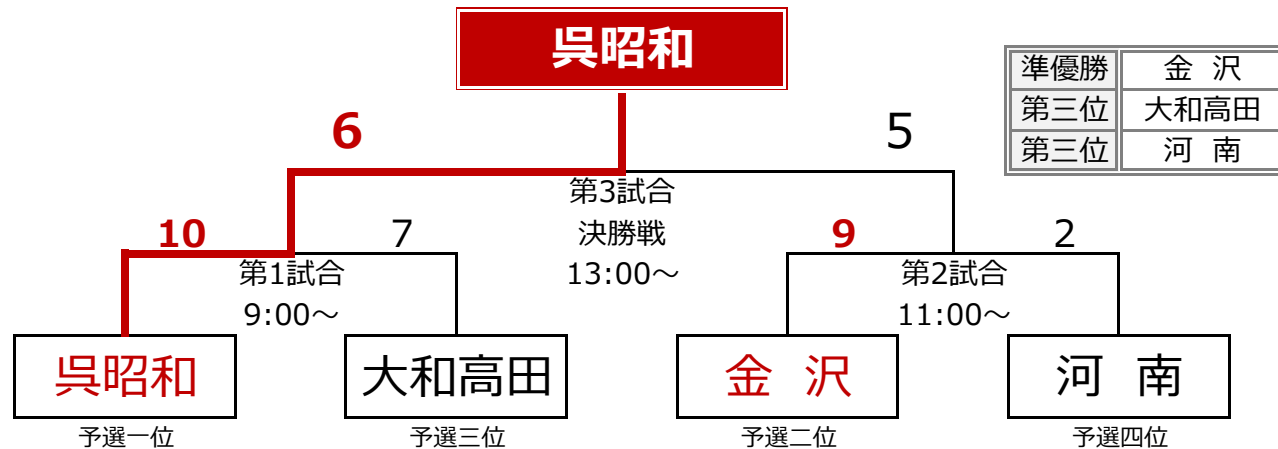 呉昭和
準優勝 金 沢
第三位 大和高田
第三位 河 南
6 5
第3試合
決勝戦
13:00～
10 7 9 2
第1試合 第2試合
9:00～ 11:00～
呉昭和 大和高田 金 沢 河 南
予選一位 予選三位 予選二位 予選四位